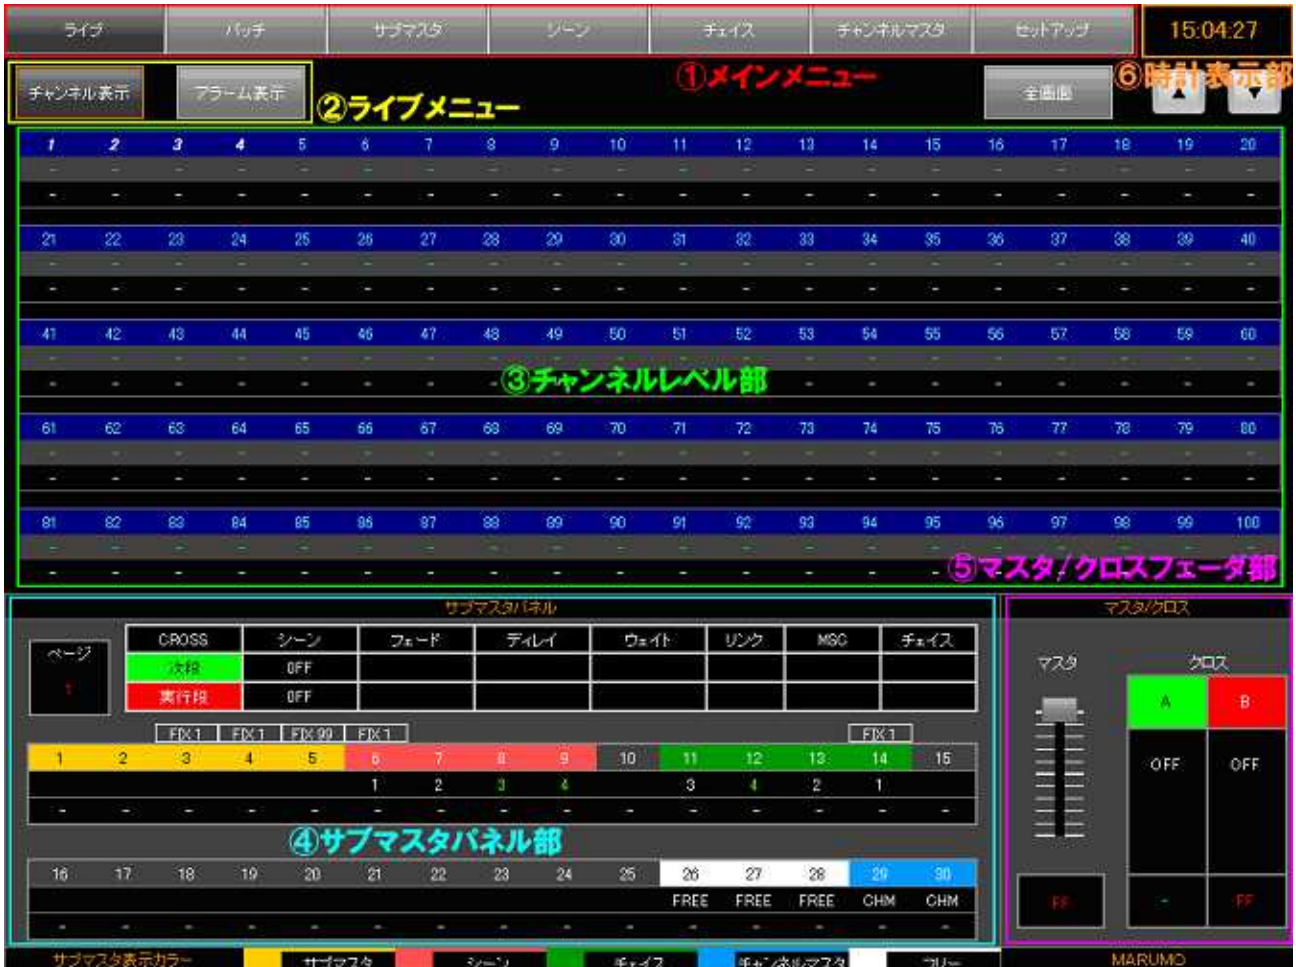 ライブ パッチ サブマスタ シーン チェイス チャンネルマスタ セットアップ 15:04:27
①メインメニュー ⑥時計表示部
チャンネル表示 アラーム表示 ②ライブメニュー 全画面 ▲ ▼
1 2 3 4 5 6 7 8 9 10 11 12 13 14 15 16 17 18 19 20
- - - - - - - - - - - - - - - - - - - -
- - - - - - - - - - - - - - - - - - - -
21 22 23 24 25 26 27 28 29 30 31 32 33 34 35 36 37 38 39 40
- - - - - - - - - - - - - - - - - - - -
- - - - - - - - - - - - - - - - - - - -
41 42 43 44 45 46 47 48 49 50 51 52 53 54 55 56 57 58 59 60
- - - - - - - - - - - - - - - - - - - -
- - - - - - - - ③チャンネルレベル部 - - - - - - - -
61 62 63 64 65 66 67 68 69 70 71 72 73 74 75 76 77 78 79 80
- - - - - - - - - - - - - - - - - - - -
- - - - - - - - - - - - - - - - - - - -
81 82 83 84 85 86 87 88 89 90 91 92 93 94 95 96 97 98 99 100
- - - - - - - - - - - - - - - - - - - -
- - - - - - - - - - - - - - - ⑤マスタ/クロスフェーダ部
サブマスタパネル
ページ
1
CROSS シーン フェード ディレイ ウェイト リンク MSC チェイス
次段 OFF
実行段 OFF
FIX 1 FIX 1 FIX 99 FIX 1 FIX 1
1 2 3 4 5 6 7 8 9 10 11 12 13 14 15
1 2 3 4 3 4 2 1
- - - - - - - - - - - - - - -
④サブマスタパネル部
16 17 18 19 20 21 22 23 24 25 26 27 28 29 30
FREE FREE FREE CHM CHM
- - - - - - - - - - - - - - -
マスタ/クロス
マスタ クロス
A B
OFF OFF
FF - FF
サブマスタ表示カラー サブマスタ シーン チェイス チャンネルマスタ フリー MARUMO